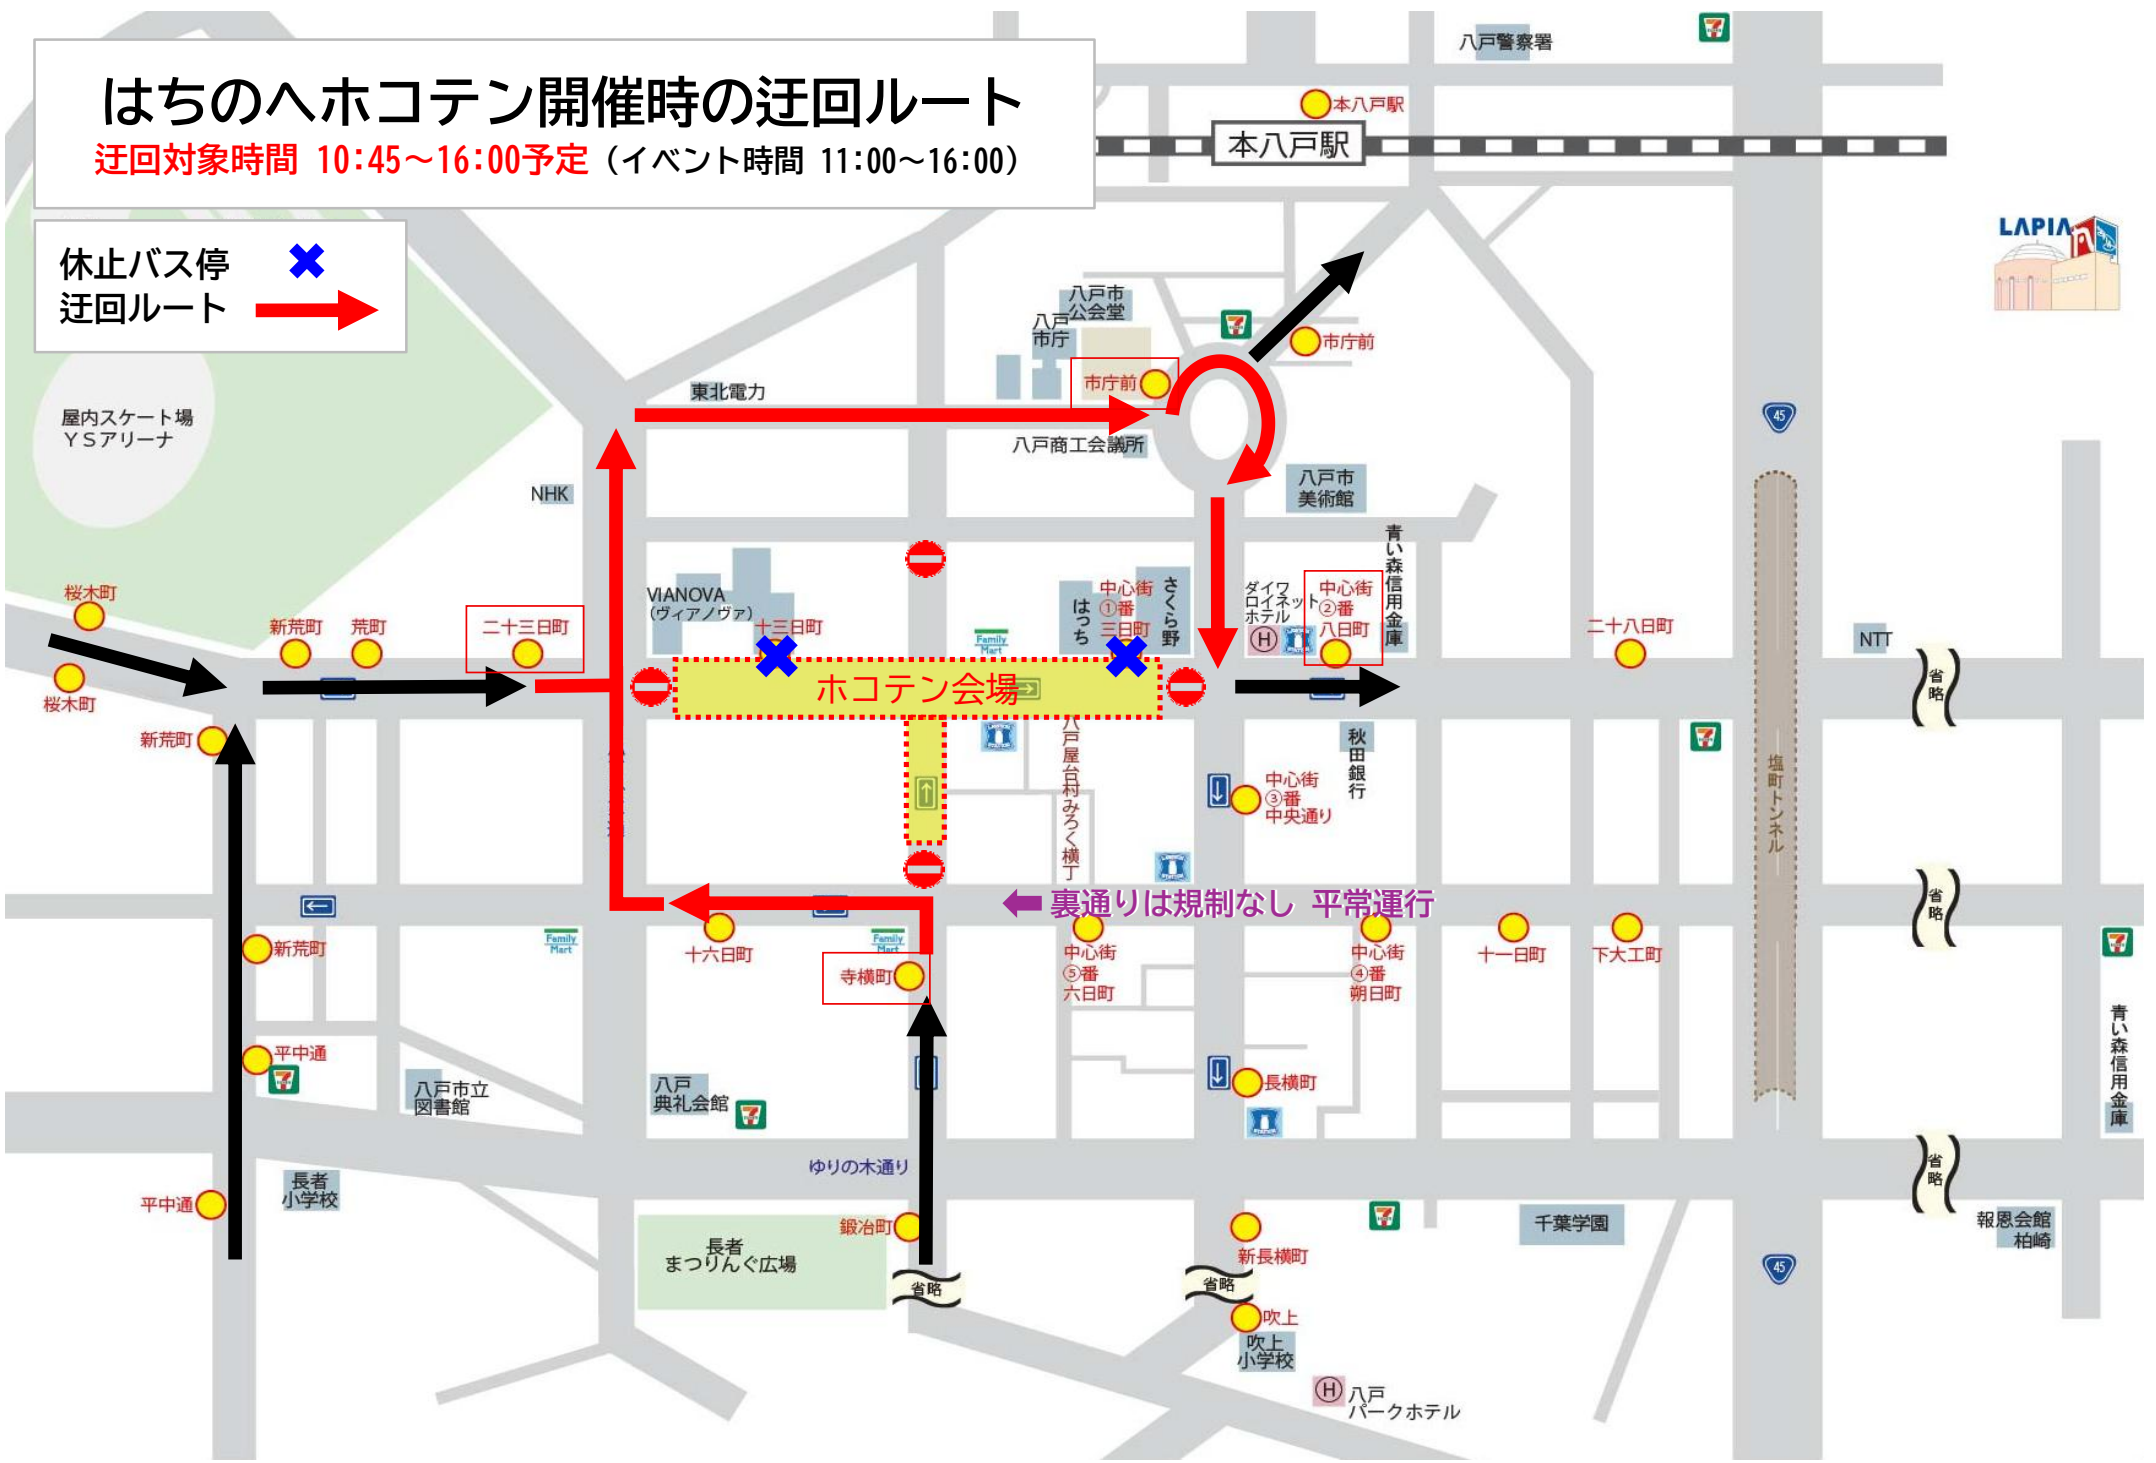 はちのへホコテン開催時の迂回ルート
迂回対象時間 10:45～16:00予定（イベント時間 11:00～16:00）
休止バス停
迂回ルート
八戸警察署
本八戸駅
本八戸駅
LAPIA
八戸市
公会堂
八戸
市庁
市庁前
市庁前
東北電力
八戸商工会議所
屋内スケート場
YSアリーナ
NHK
八戸市
美術館
45
青い森信用金庫
VIANOVA
（ヴィアノヴァ）
十三日町
はっち
中心街
①番
三日町
さくら野
ダイワ
ロイネット
ホテル
H
中心街
②番
八日町
桜木町
桜木町
新荒町
荒町
二十三日町
二十八日町
NTT
Family
Mart
ホコテン会場
省略
新荒町
八戸屋台村みろく横丁
秋田銀行
中心街
③番
中央通り
塩町トンネル
裏通りは規制なし 平常運行
省略
新荒町
Family
Mart
十六日町
Family
Mart
寺横町
中心街
⑤番
六日町
中心街
④番
朔日町
十一日町
下大工町
平中通
八戸市立
図書館
八戸
典礼会館
長横町
青い森信用金庫
ゆりの木通り
省略
長者
小学校
平中通
鍛冶町
長者
まつりんぐ広場
省略
新長横町
省略
千葉学園
報恩会館
柏崎
45
吹上
吹上
小学校
H
八戸
パークホテル